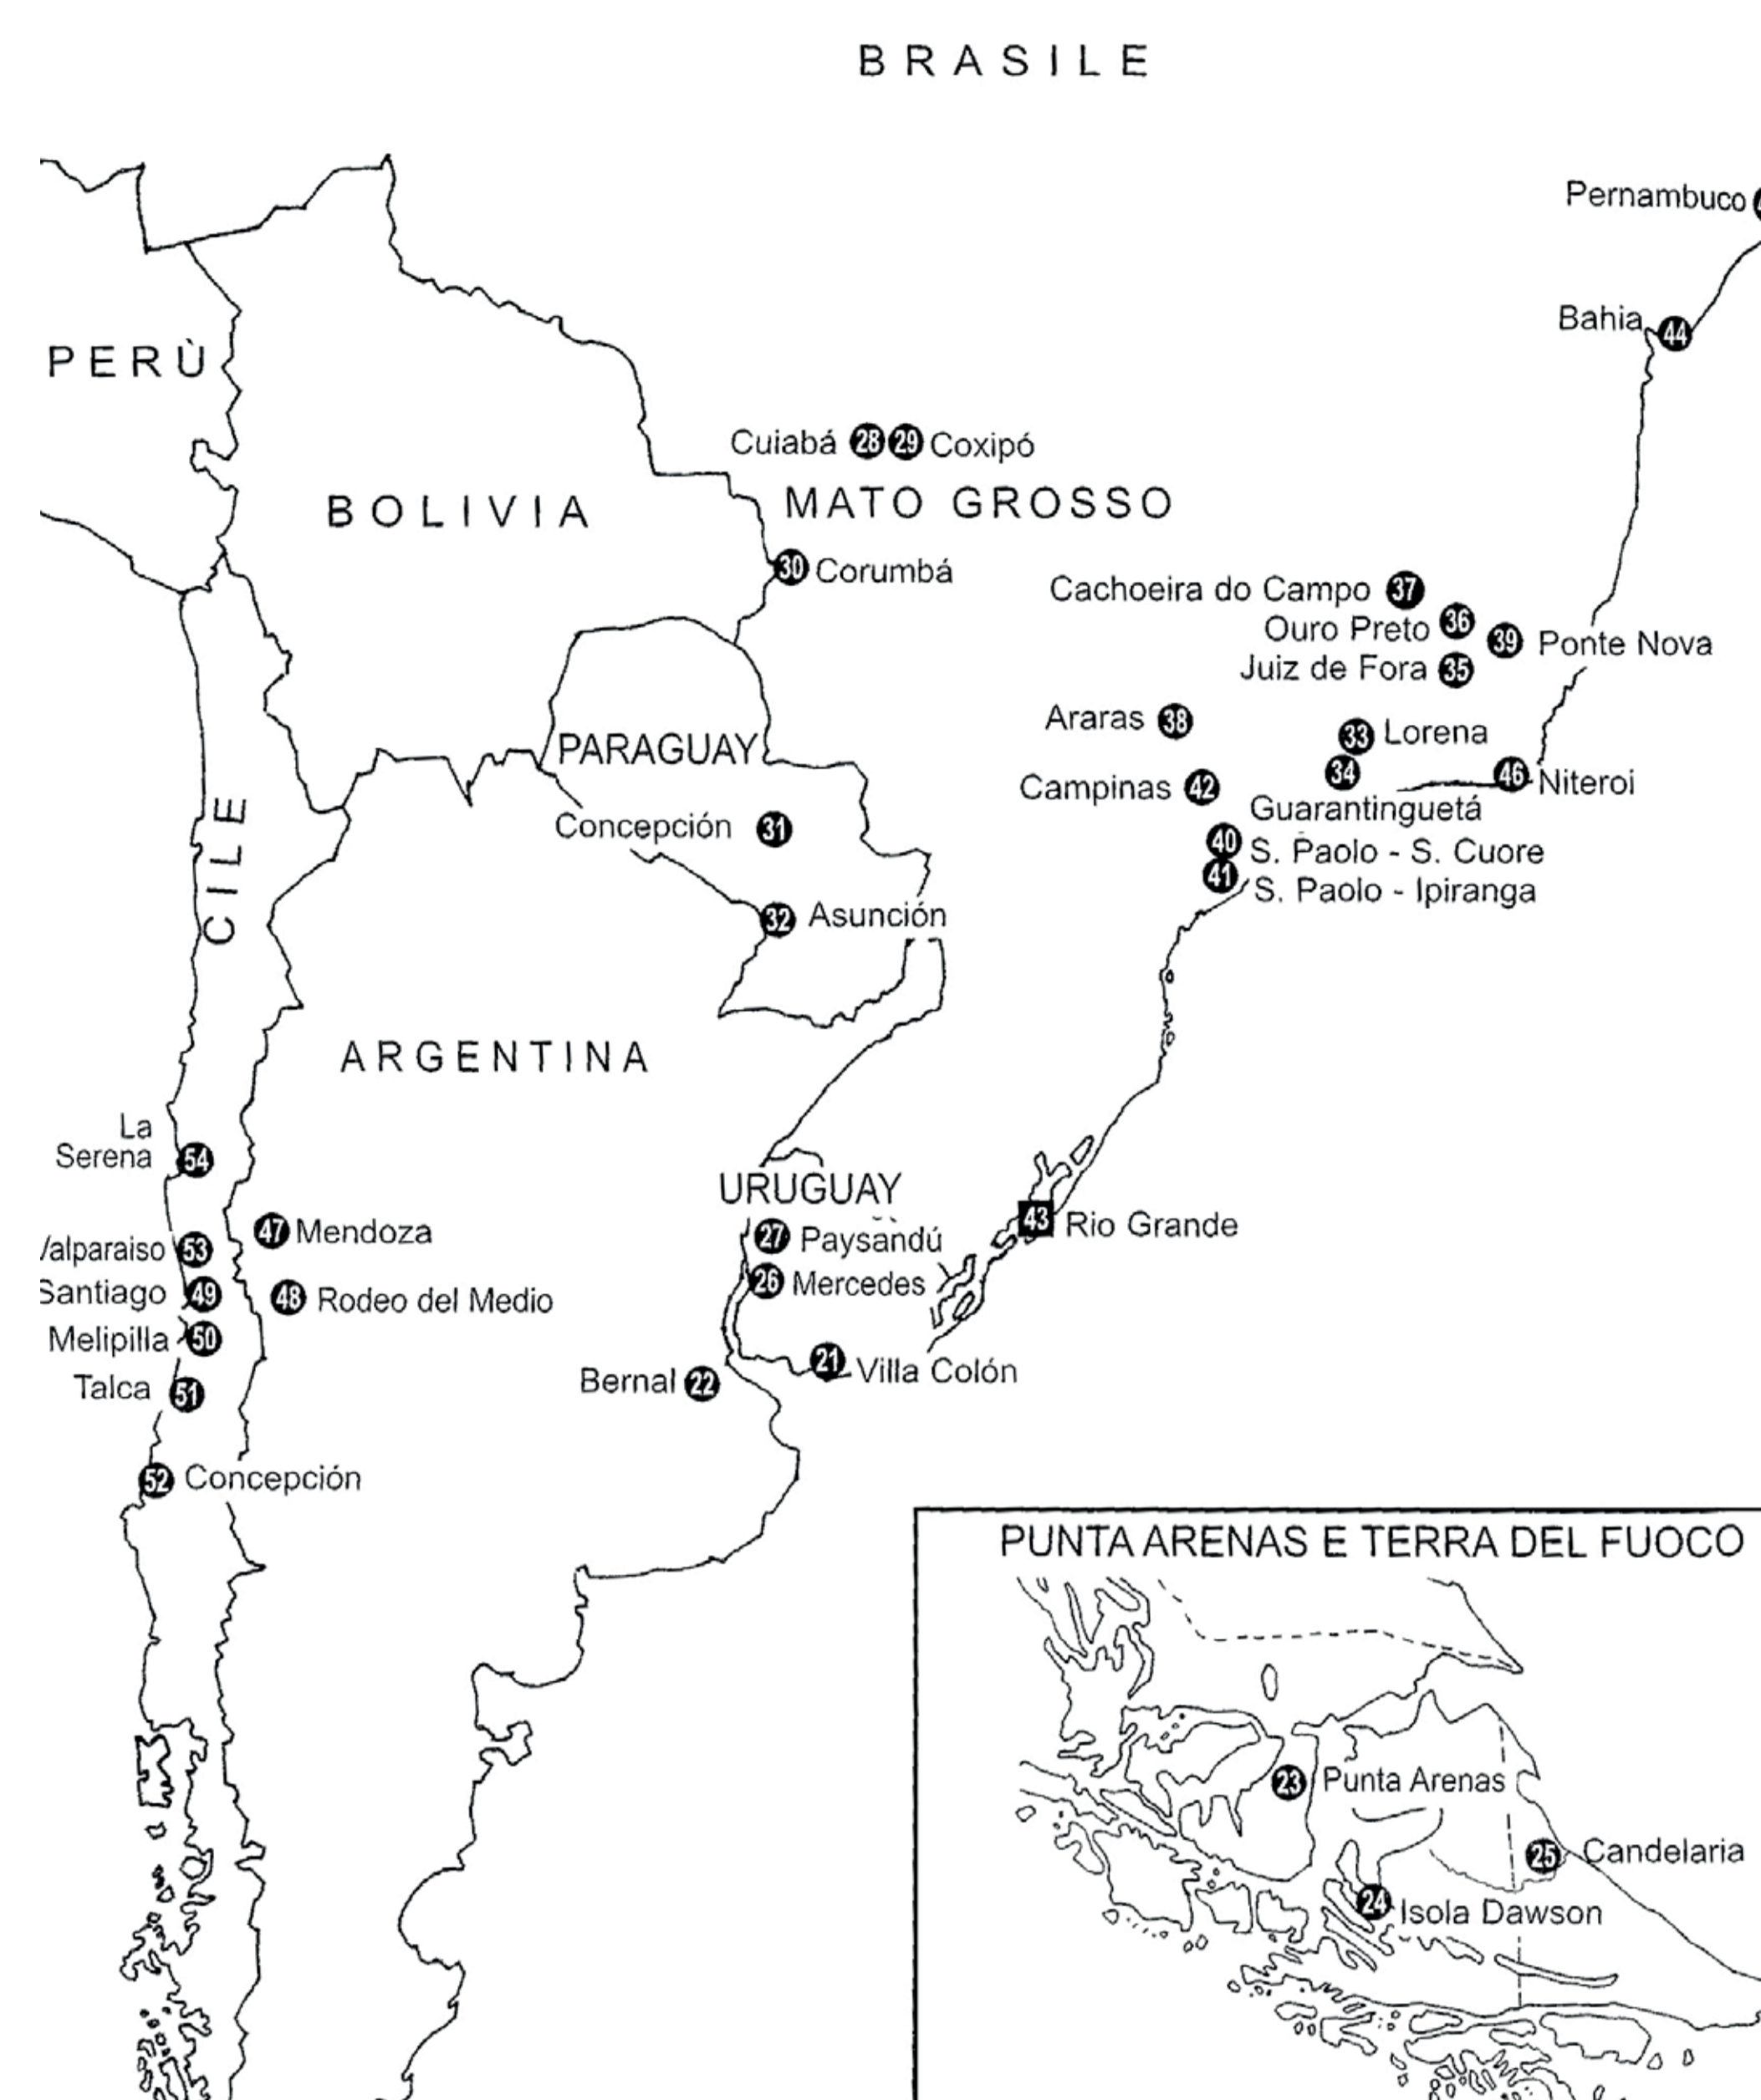 BRASILE
Pernambuco
Bahia 44
PERÙ
Cuiabá 28 29 Coxipó
BOLIVIA
MATO GROSSO
30 Corumbá
Cachoeira do Campo 37
Ouro Preto 36
39 Ponte Nova
Juiz de Fora 35
Araras 38
33 Lorena
PARAGUAY
34
Guarantinguetá
46 Niteroi
Campinas 42
CILE
Concepción 31
40 S. Paolo - S. Cuore
41 S. Paolo - Ipiranga
32 Asunción
ARGENTINA
La
Serena 54
URUGUAY
43 Rio Grande
47 Mendoza
27 Paysandú
/alparaiso 53
26 Mercedes
Santiago 49
48 Rodeo del Medio
Melipilla 50
21 Villa Colón
Bernal 22
Talca 51
52 Concepción
PUNTA ARENAS E TERRA DEL FUOCO
23 Punta Arenas
25 Candelaria
24 Isola Dawson